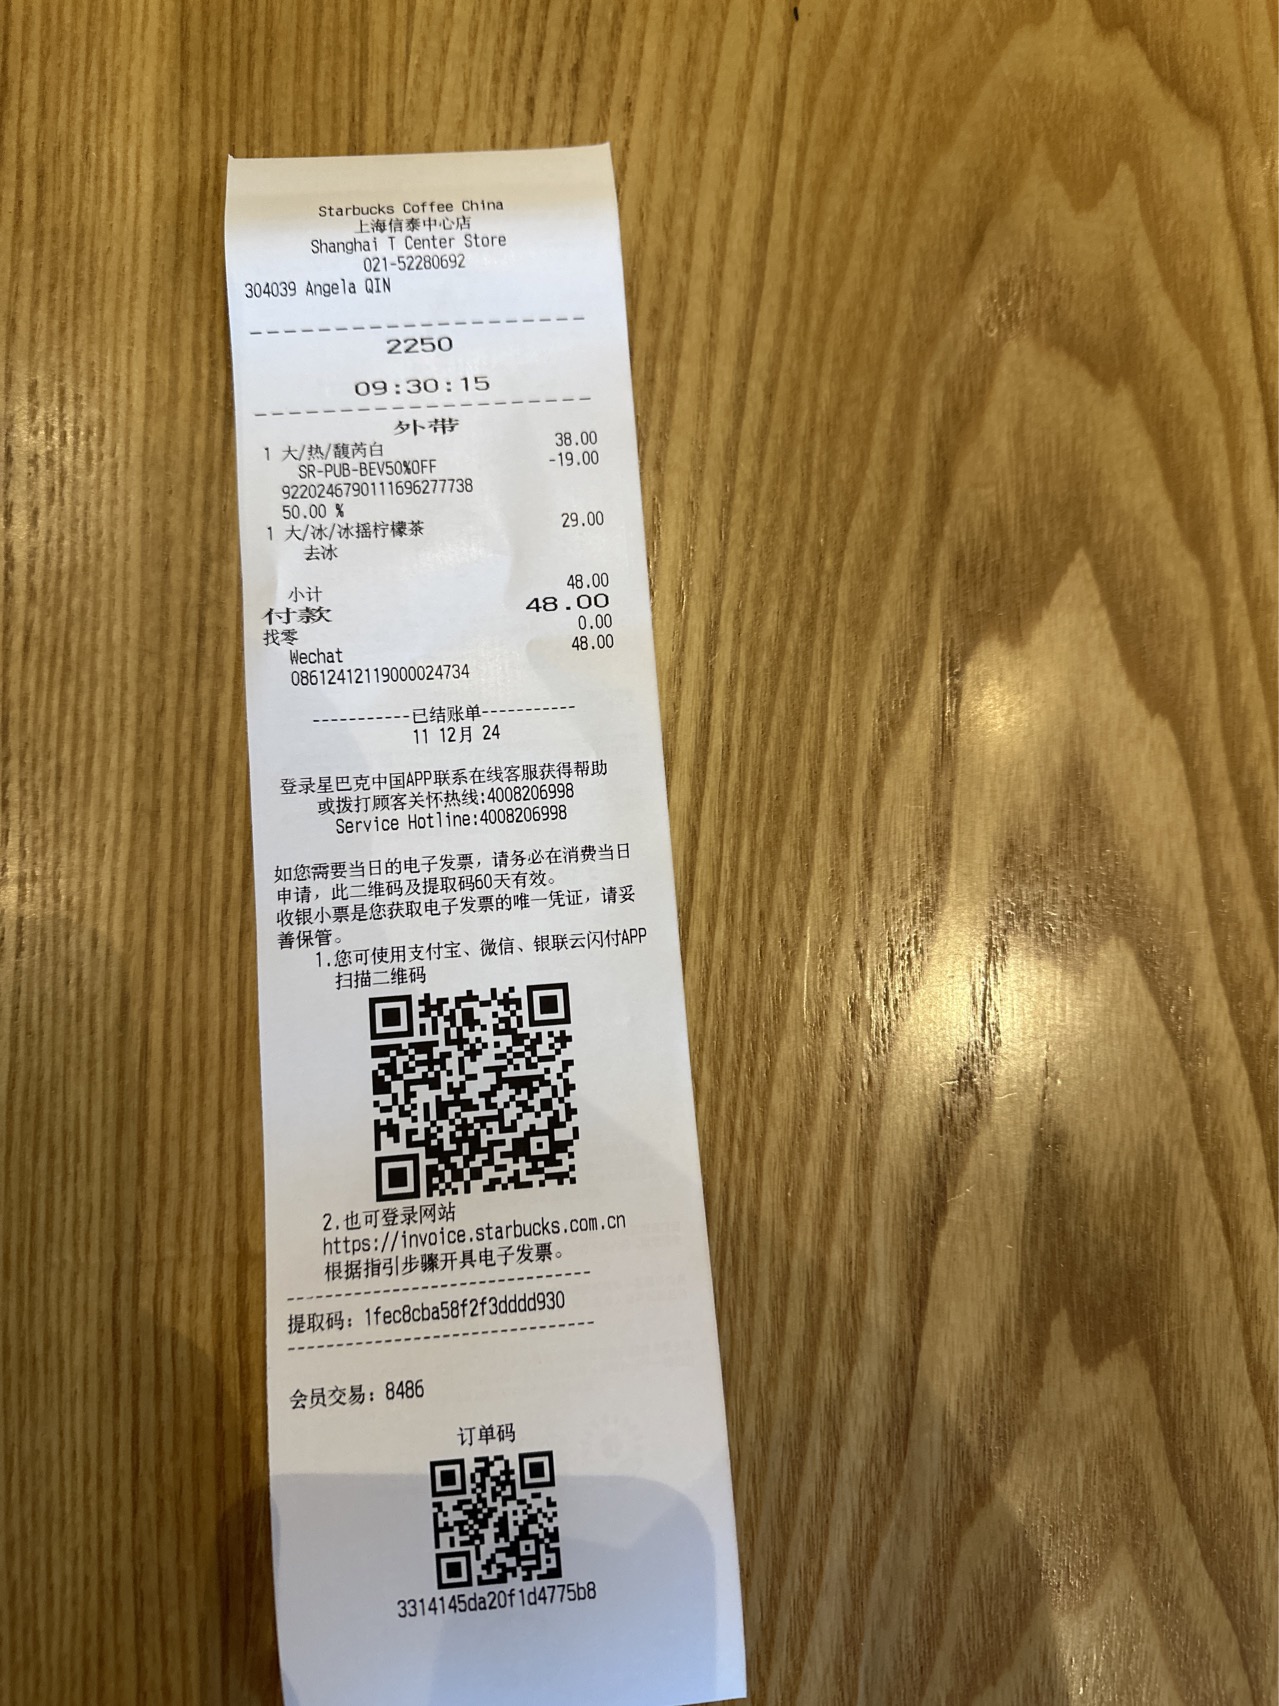 Starbucks Coffee China
上海信泰中心店
Shanghai T Center Store
021-52280692
304039 Angela QIN
2250
09:30:15
外带
1 大/热/馥芮白 38.00
SR-PUB-BEV50%OFF -19.00
9220246790111696277738
50.00 %
1 大/冰/冰摇柠檬茶 29.00
去冰
小计 48.00
付款 48.00
找零 0.00
Wechat 48.00
08612412119000024734
-----------已结账单-----------
11 12月 24
登录星巴克中国APP联系在线客服获得帮助
或拨打顾客关怀热线:4008206998
Service Hotline:4008206998
如您需要当日的电子发票，请务必在消费当日
申请，此二维码及提取码60天有效。
收银小票是您获取电子发票的唯一凭证，请妥
善保管。
1.您可使用支付宝、微信、银联云闪付APP
扫描二维码
2.也可登录网站
https://invoice.starbucks.com.cn
根据指引步骤开具电子发票。
提取码：1fec8cba58f2f3dddd930
会员交易：8486
订单码
3314145da20f1d4775b8